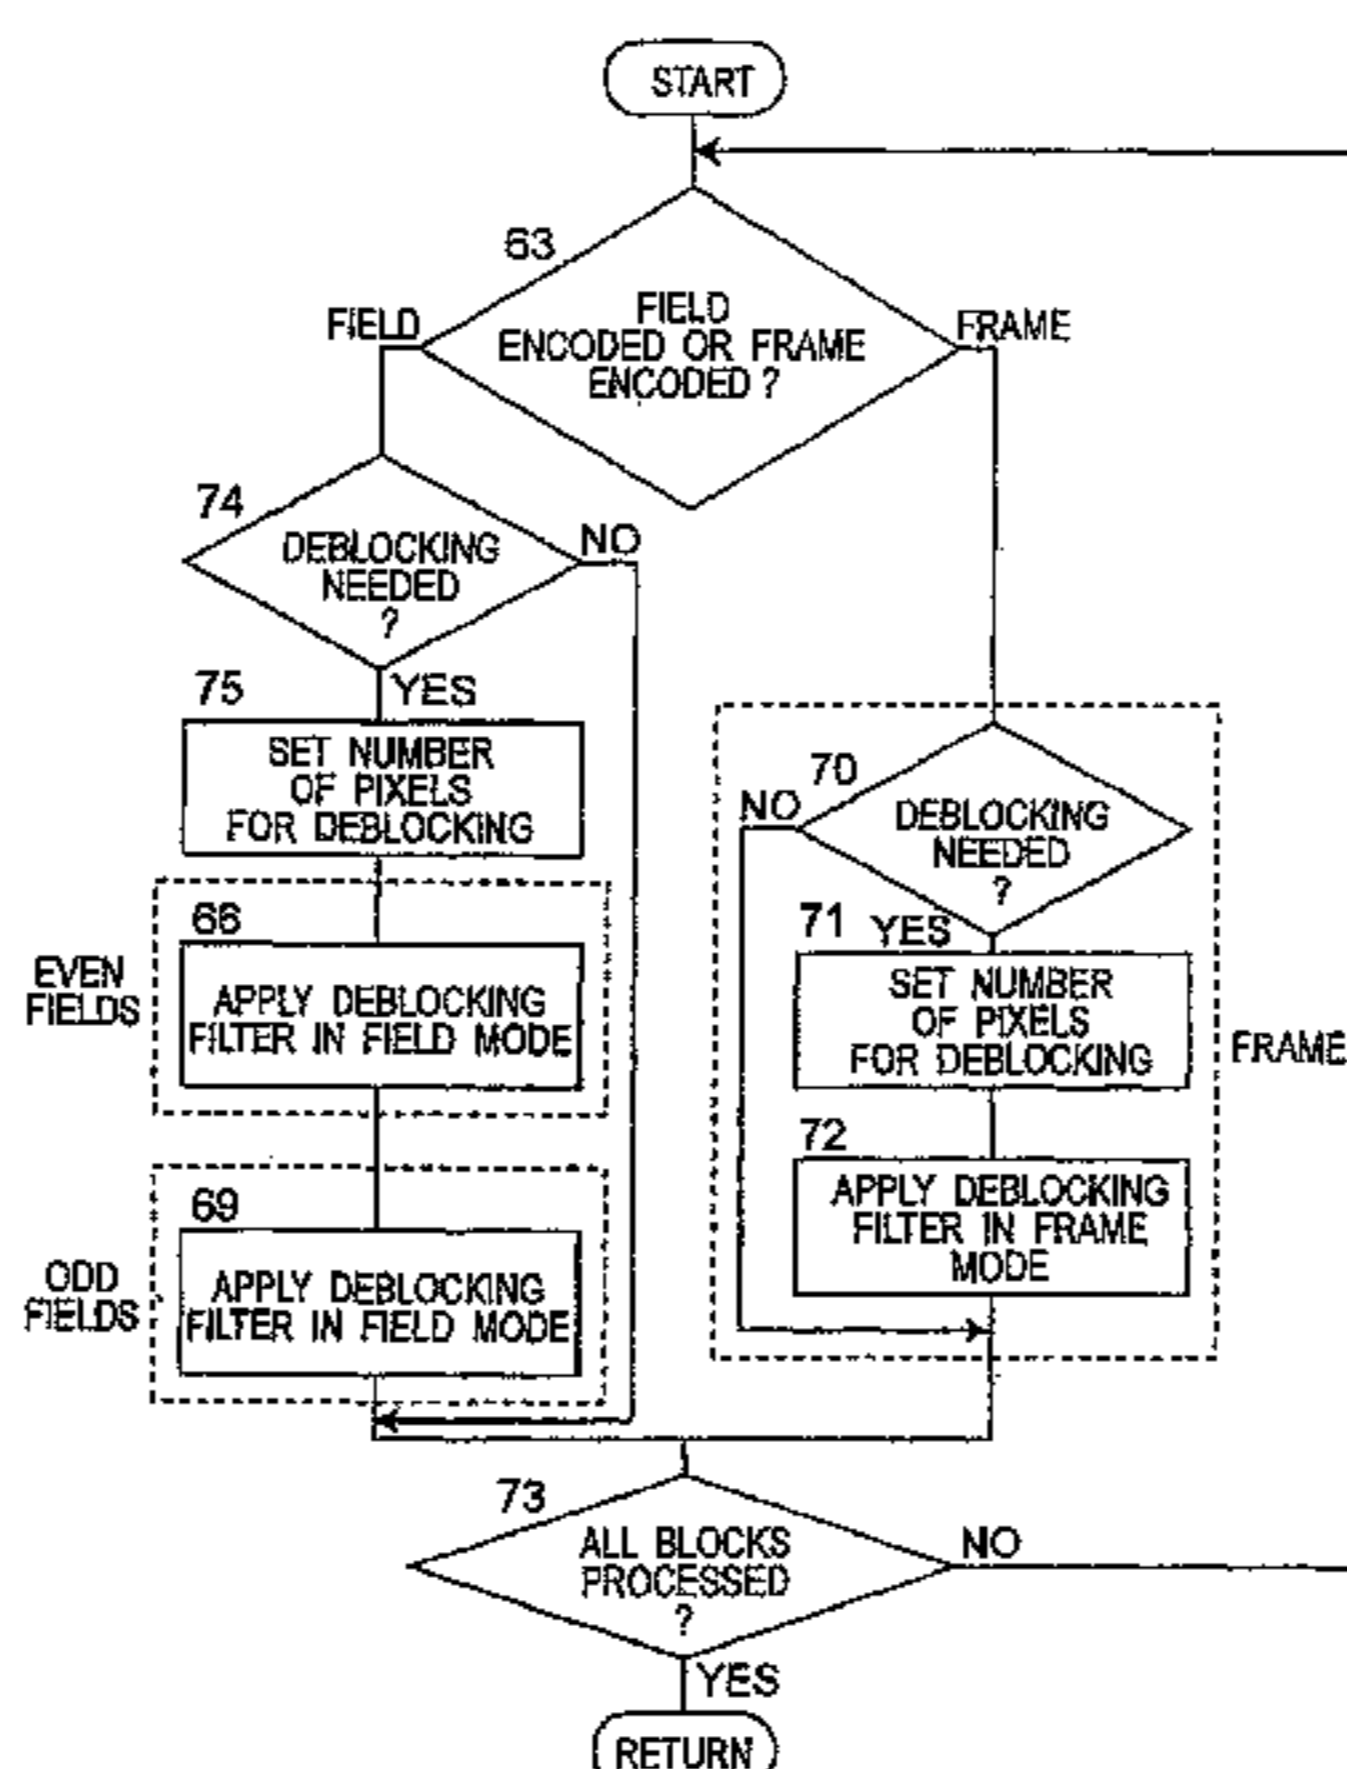 START
63
FIELD
ENCODED OR FRAME
ENCODED ?
FIELD
FRAME
74
DEBLOCKING
NEEDED
?
NO
YES
75
SET NUMBER
OF PIXELS
FOR DEBLOCKING
EVEN
FIELDS
66
APPLY DEBLOCKING
FILTER IN FIELD MODE
ODD
FIELDS
69
APPLY DEBLOCKING
FILTER IN FIELD MODE
70
NO
DEBLOCKING
NEEDED
?
71
YES
SET NUMBER
OF PIXELS
FOR DEBLOCKING
FRAME
72
APPLY DEBLOCKING
FILTER IN FRAME
MODE
73
ALL BLOCKS
PROCESSED
?
NO
YES
RETURN